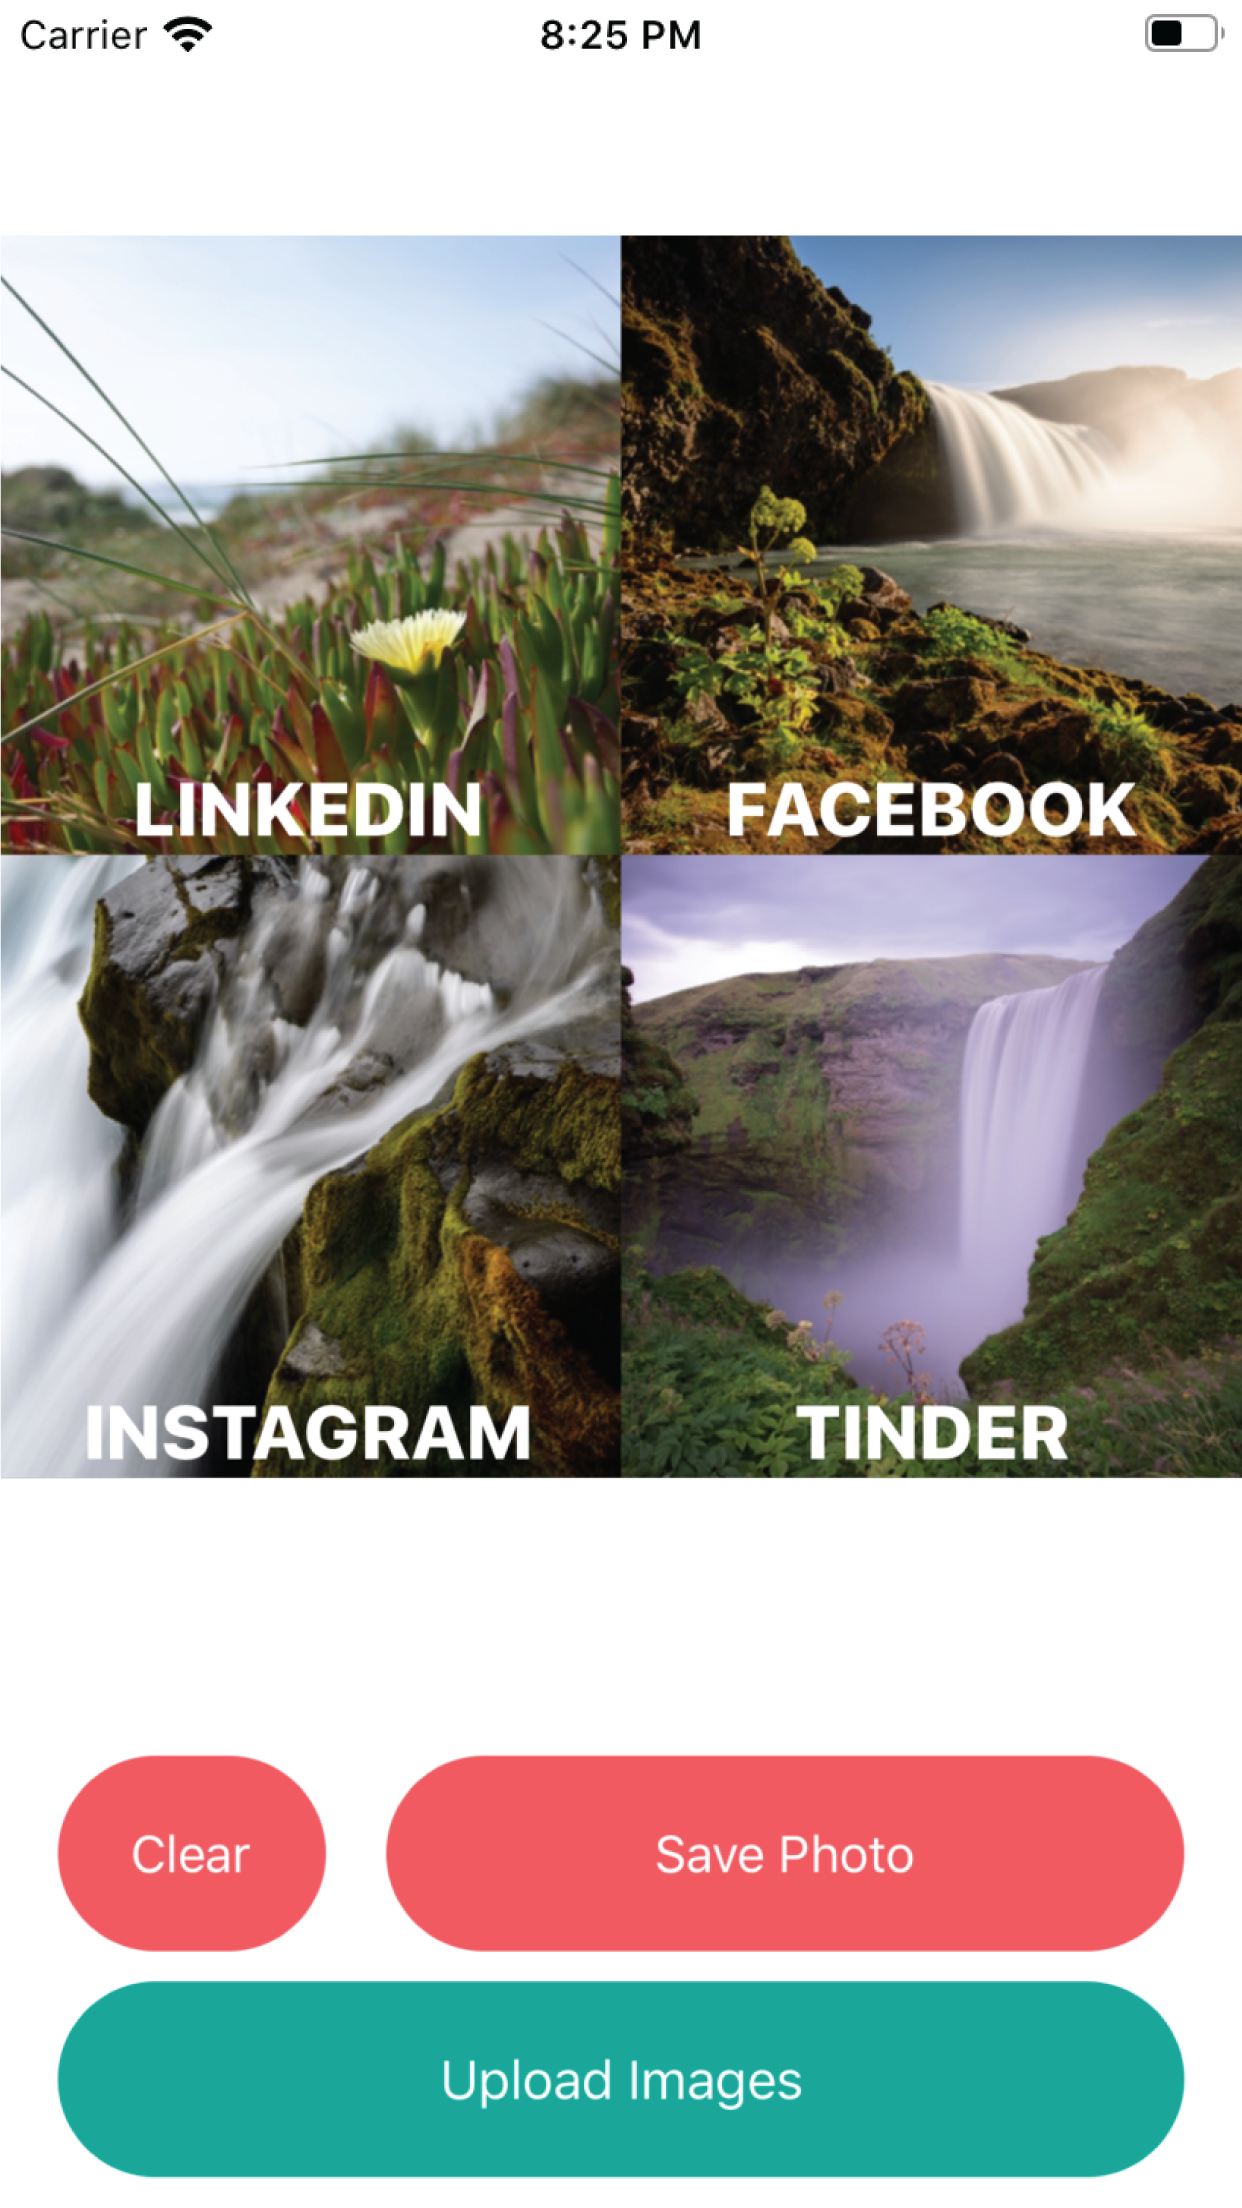 Carrier 8:25 PM
LINKEDIN FACEBOOK
INSTAGRAM TINDER
Clear Save Photo
Upload Images